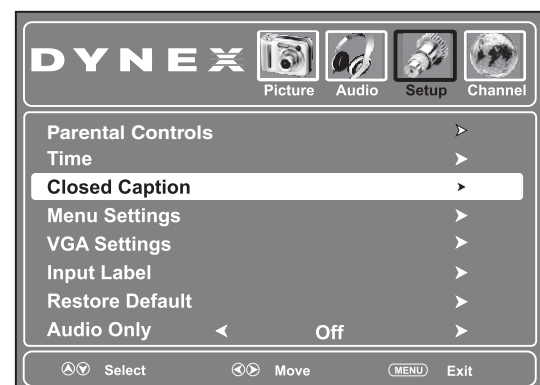 DYNEX
Picture Audio Setup Channel
Parental Controls
Time
Closed Caption
Menu Settings
VGA Settings
Input Label
Restore Default
Audio Only Off
Select Move MENU Exit